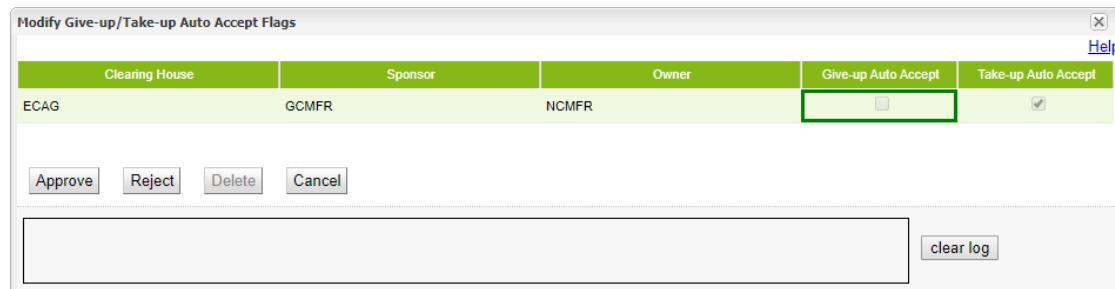 Modify Give-up/Take-up Auto Accept Flags
Help
Clearing House Sponsor Owner Give-up Auto Accept Take-up Auto Accept
ECAG GCMFR NCMFR
Approve Reject Delete Cancel
clear log